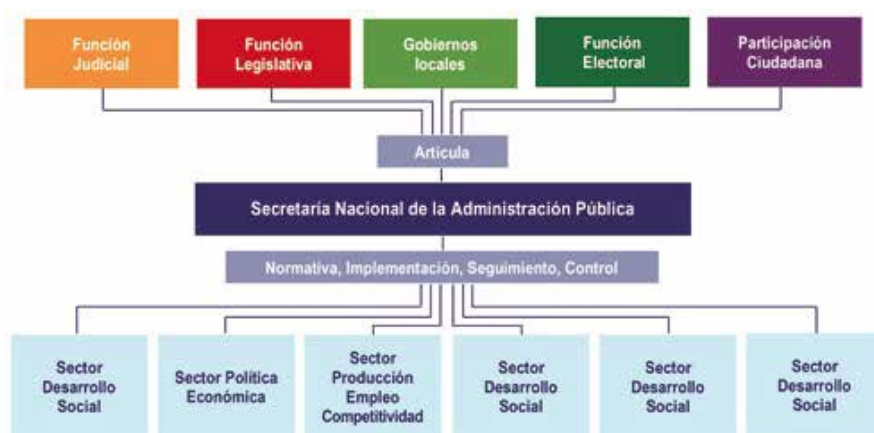 Función
Judicial
Función
Legislativa
Gobiernos
locales
Función
Electoral
Participación
Ciudadana
Artícula
Secretaría Nacional de la Administración Pública
Normativa, Implementación, Seguimiento, Control
Sector
Desarrollo
Social
Sector Política
Económica
Sector
Producción
Empleo
Competitividad
Sector
Desarrollo
Social
Sector
Desarrollo
Social
Sector
Desarrollo
Social